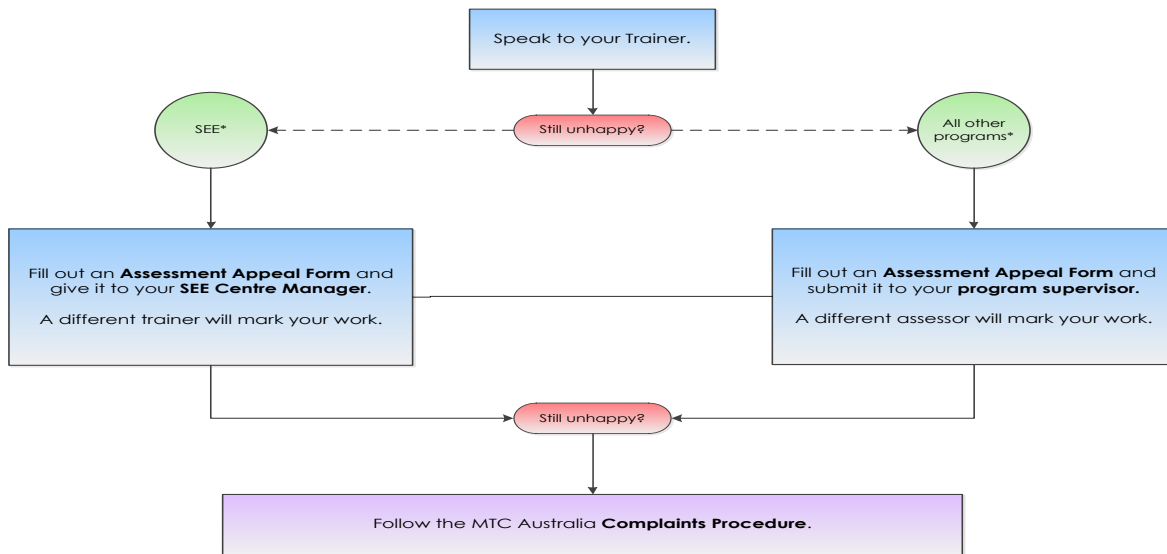 Speak to your Trainer.
SEE*
Still unhappy?
All other
programs*
Fill out an Assessment Appeal Form and
give it to your SEE Centre Manager.
A different trainer will mark your work.
Fill out an Assessment Appeal Form and
submit it to your program supervisor.
A different assessor will mark your work.
Still unhappy?
Follow the MTC Australia Complaints Procedure.